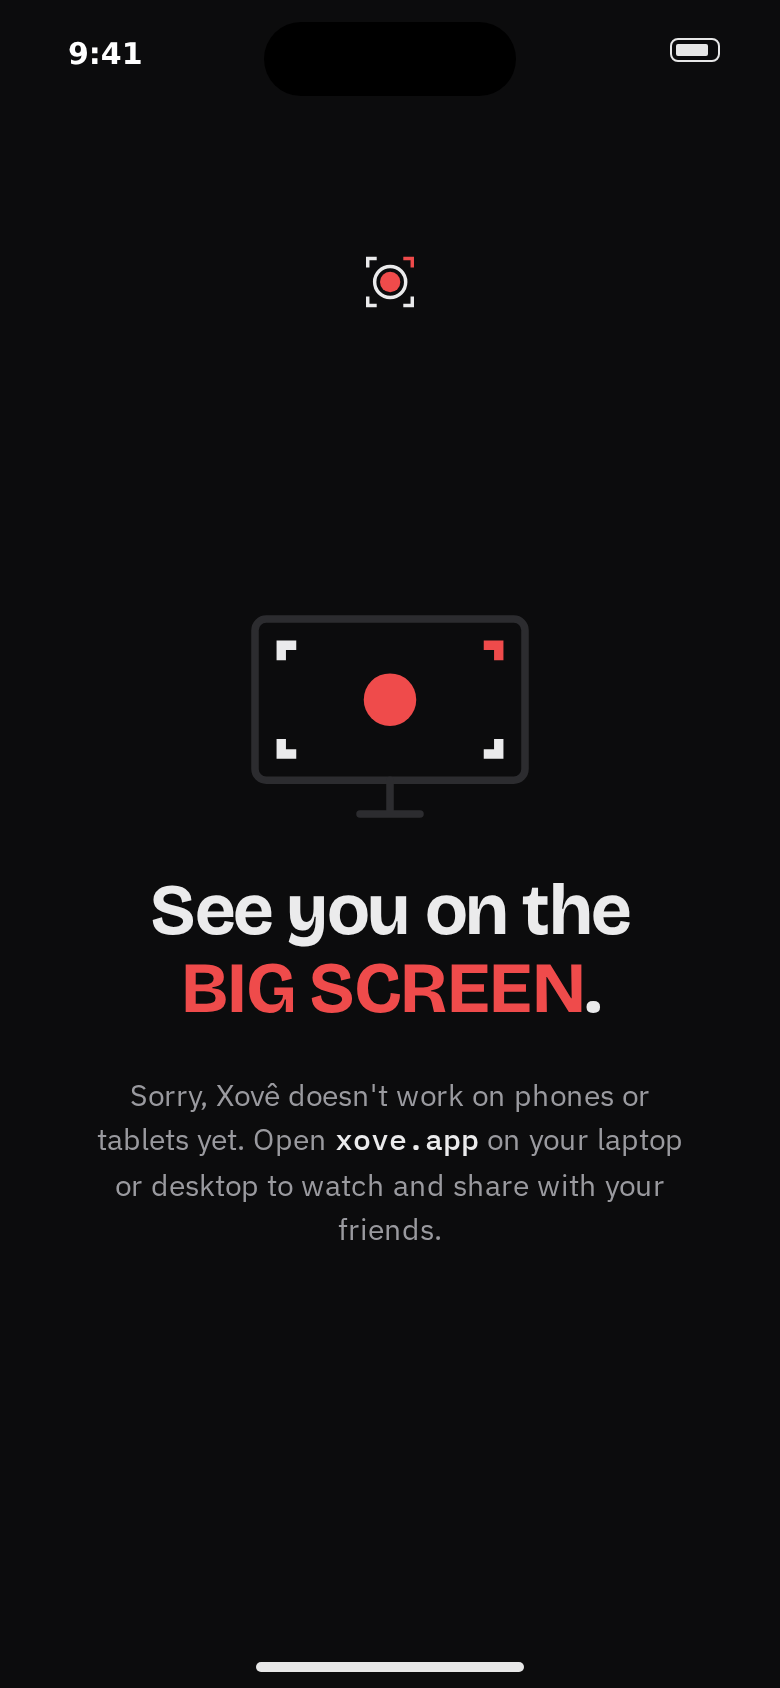 9:41
See you on the
BIG SCREEN.
Sorry, Xovê doesn't work on phones or
tablets yet. Open xove.app on your laptop
or desktop to watch and share with your
friends.